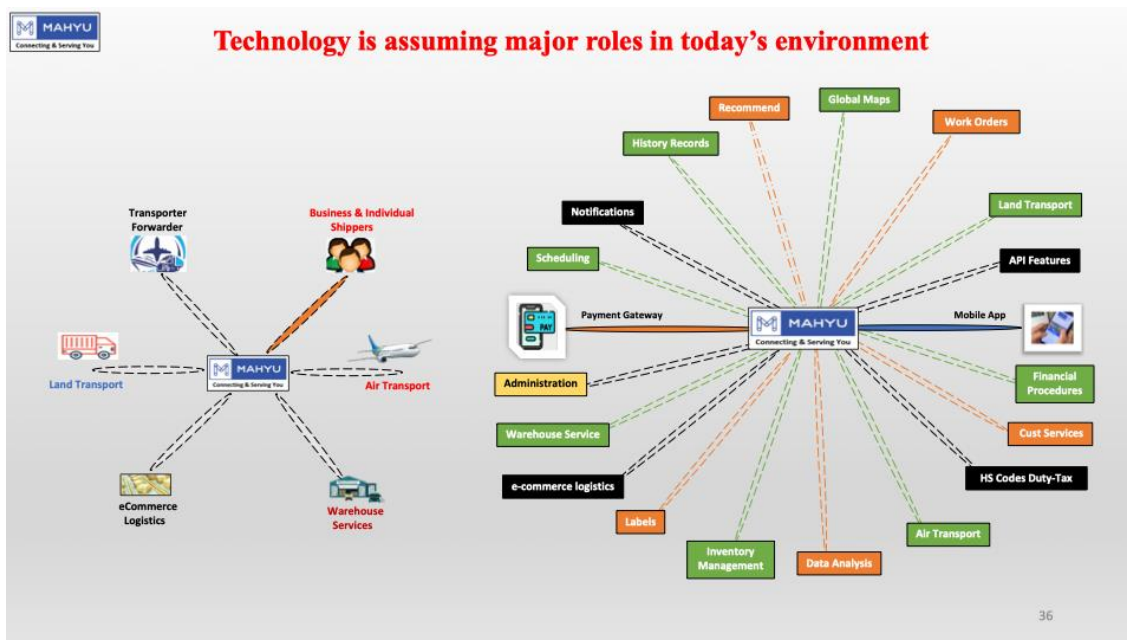 MAHYU
Connecting & Serving You
Technology is assuming major roles in today's environment
Transporter
Forwarder
Business & Individual
Shippers
Land Transport
MAHYU
Connecting & Serving You
Air Transport
eCommerce
Logistics
Warehouse
Services
Recommend
Global Maps
Work Orders
History Records
Land Transport
Notifications
API Features
Scheduling
PAY
Payment Gateway
MAHYU
Connecting & Serving You
Mobile App
Administration
Financial
Procedures
Warehouse Service
Cust Services
e-commerce logistics
HS Codes Duty-Tax
Labels
Air Transport
Inventory
Management
Data Analysis
36